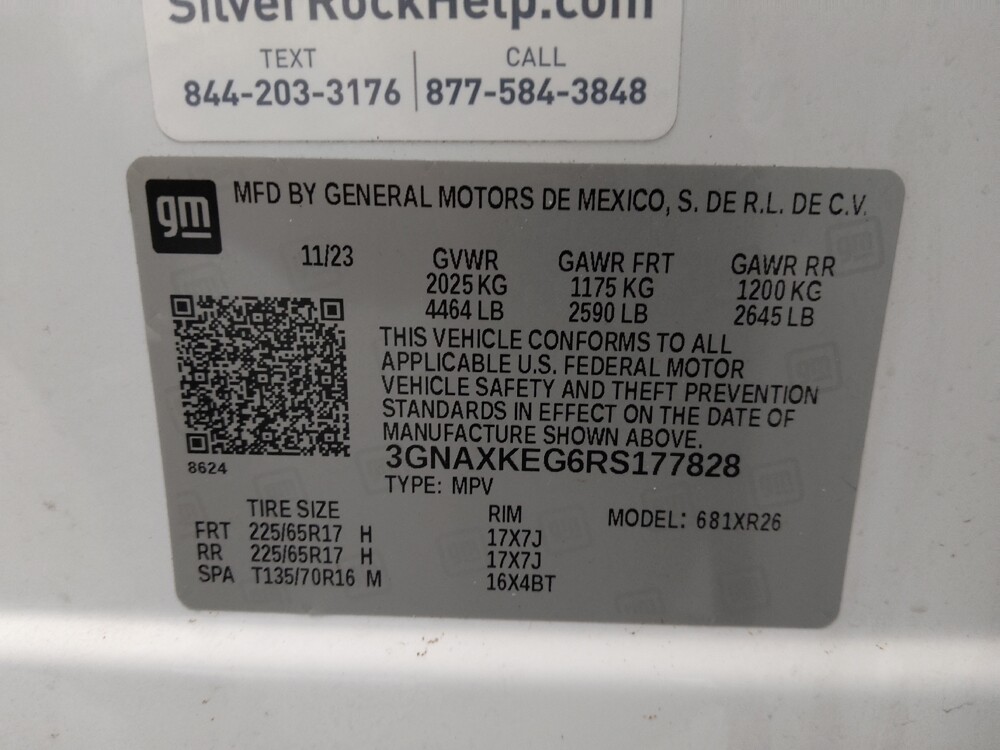 SilverRockHelp.com
TEXT CALL
844-203-3176 877-584-3848
gm MFD BY GENERAL MOTORS DE MEXICO, S. DE R.L. DE C.V.
11/23 GVWR GAWR FRT GAWR RR
2025 KG 1175 KG 1200 KG
4464 LB 2590 LB 2645 LB
THIS VEHICLE CONFORMS TO ALL
APPLICABLE U.S. FEDERAL MOTOR
VEHICLE SAFETY AND THEFT PREVENTION
STANDARDS IN EFFECT ON THE DATE OF
MANUFACTURE SHOWN ABOVE.
8624 3GNAXKEG6RS177828
TYPE: MPV
TIRE SIZE RIM MODEL: 681XR26
FRT 225/65R17 H 17X7J
RR 225/65R17 H 17X7J
SPA T135/70R16 M 16X4BT